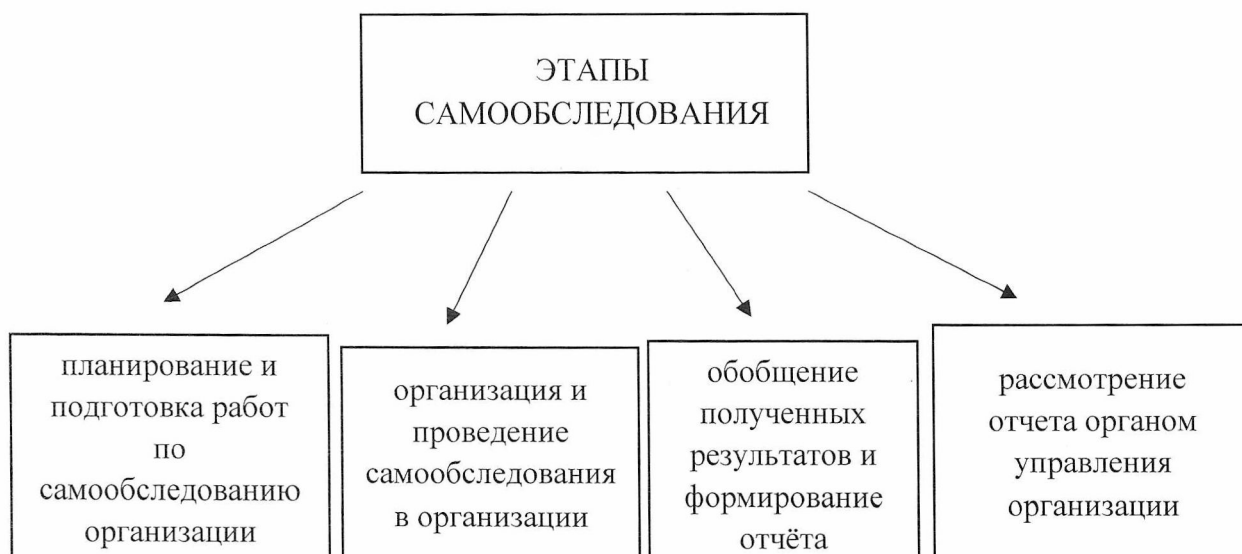 ЭТАПЫ
САМООБСЛЕДОВАНИЯ
планирование и
подготовка работ
по
самообследованию
организации
организация и
проведение
самообследования
в организации
обобщение
полученных
результатов и
формирование
отчёта
рассмотрение
отчета органом
управления
организации